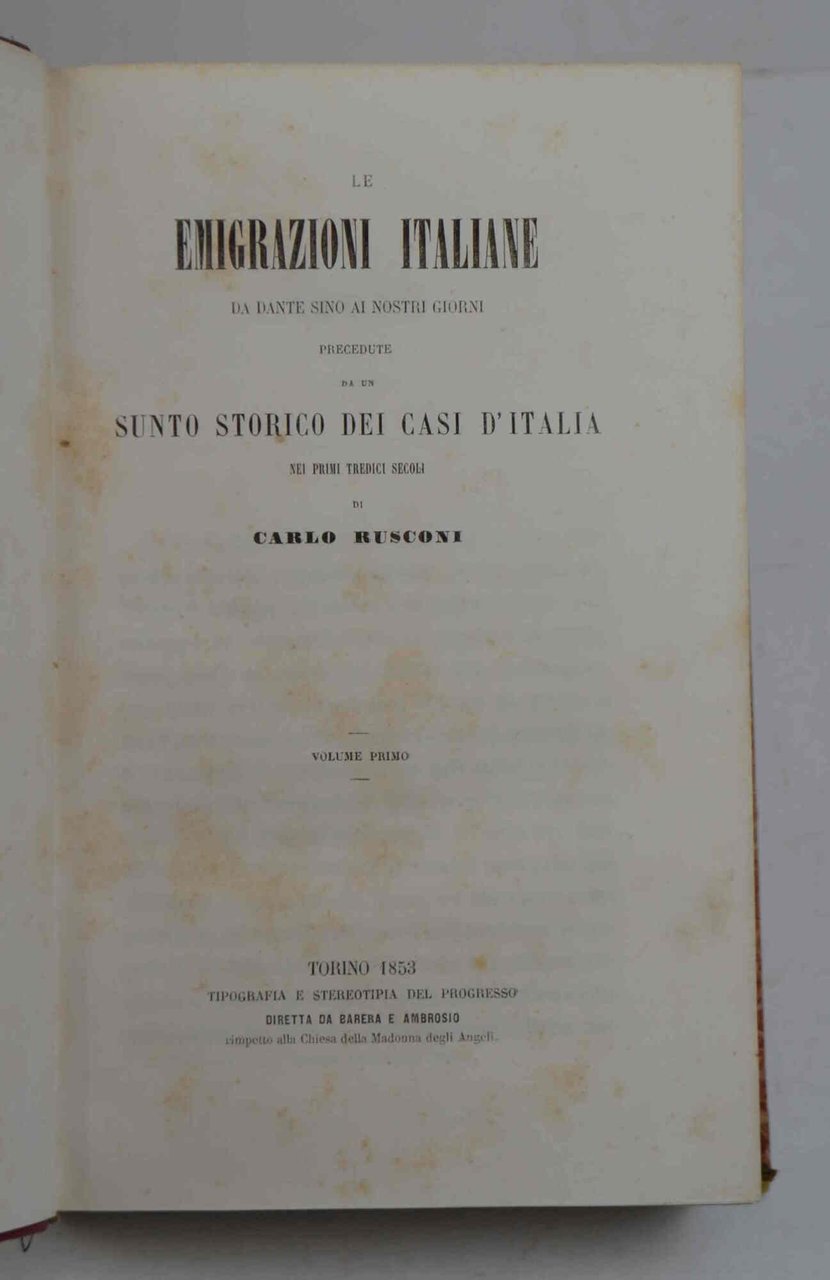 LE
EMIGRAZIONI ITALIANE
DA DANTE SINO AI NOSTRI GIORNI
PRECEDUTE
DA UN
SUNTO STORICO DEI CASI D'ITALIA
NEI PRIMI TREDICI SECOLI
DI
CARLO RUSCONI
VOLUME PRIMO
TORINO 1853
TIPOGRAFIA E STEREOTIPIA DEL PROGRESSO
DIRETTA DA BARERA E AMBROSIO
rimpetto alla Chiesa della Madonna degli Angeli.